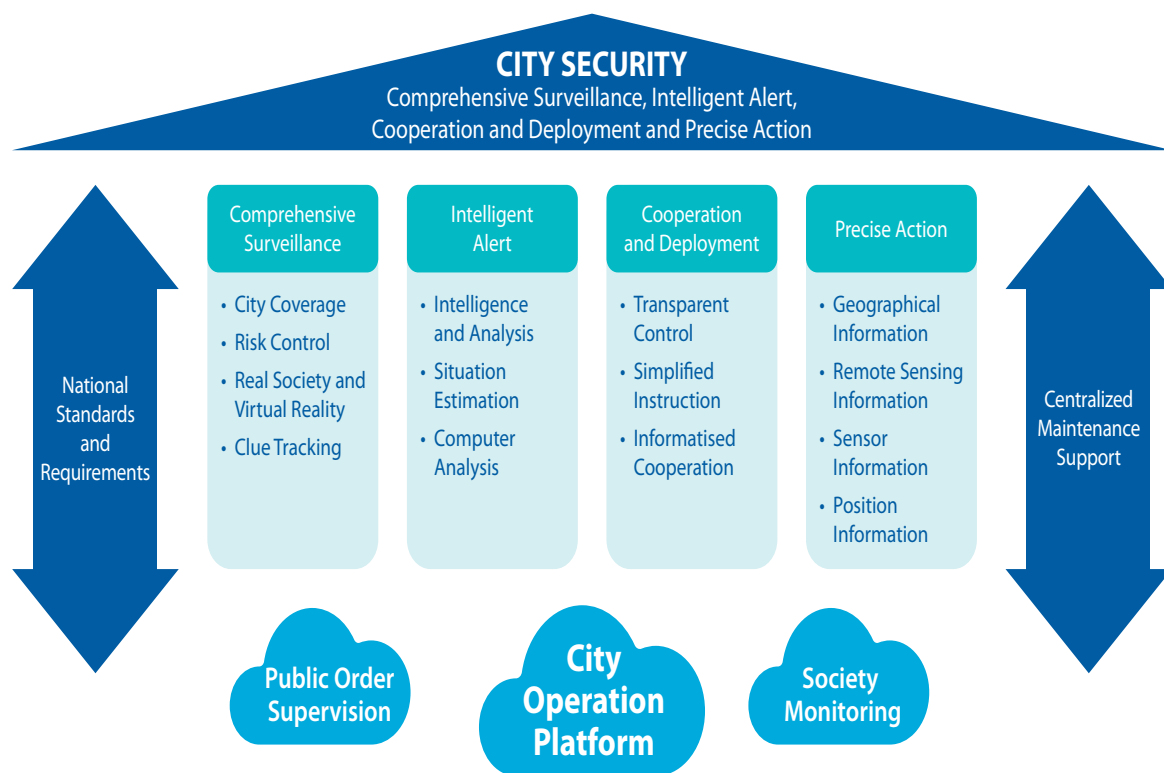 CITY SECURITY
Comprehensive Surveillance, Intelligent Alert,
Cooperation and Deployment and Precise Action
National
Standards
and
Requirements
Comprehensive
Surveillance
• City Coverage
• Risk Control
• Real Society and
Virtual Reality
• Clue Tracking
Intelligent
Alert
• Intelligence
and Analysis
• Situation
Estimation
• Computer
Analysis
Cooperation
and Deployment
• Transparent
Control
• Simplified
Instruction
• Informatised
Cooperation
Precise Action
• Geographical
Information
• Remote Sensing
Information
• Sensor
Information
• Position
Information
Centralized
Maintenance
Support
Public Order
Supervision
City
Operation
Platform
Society
Monitoring